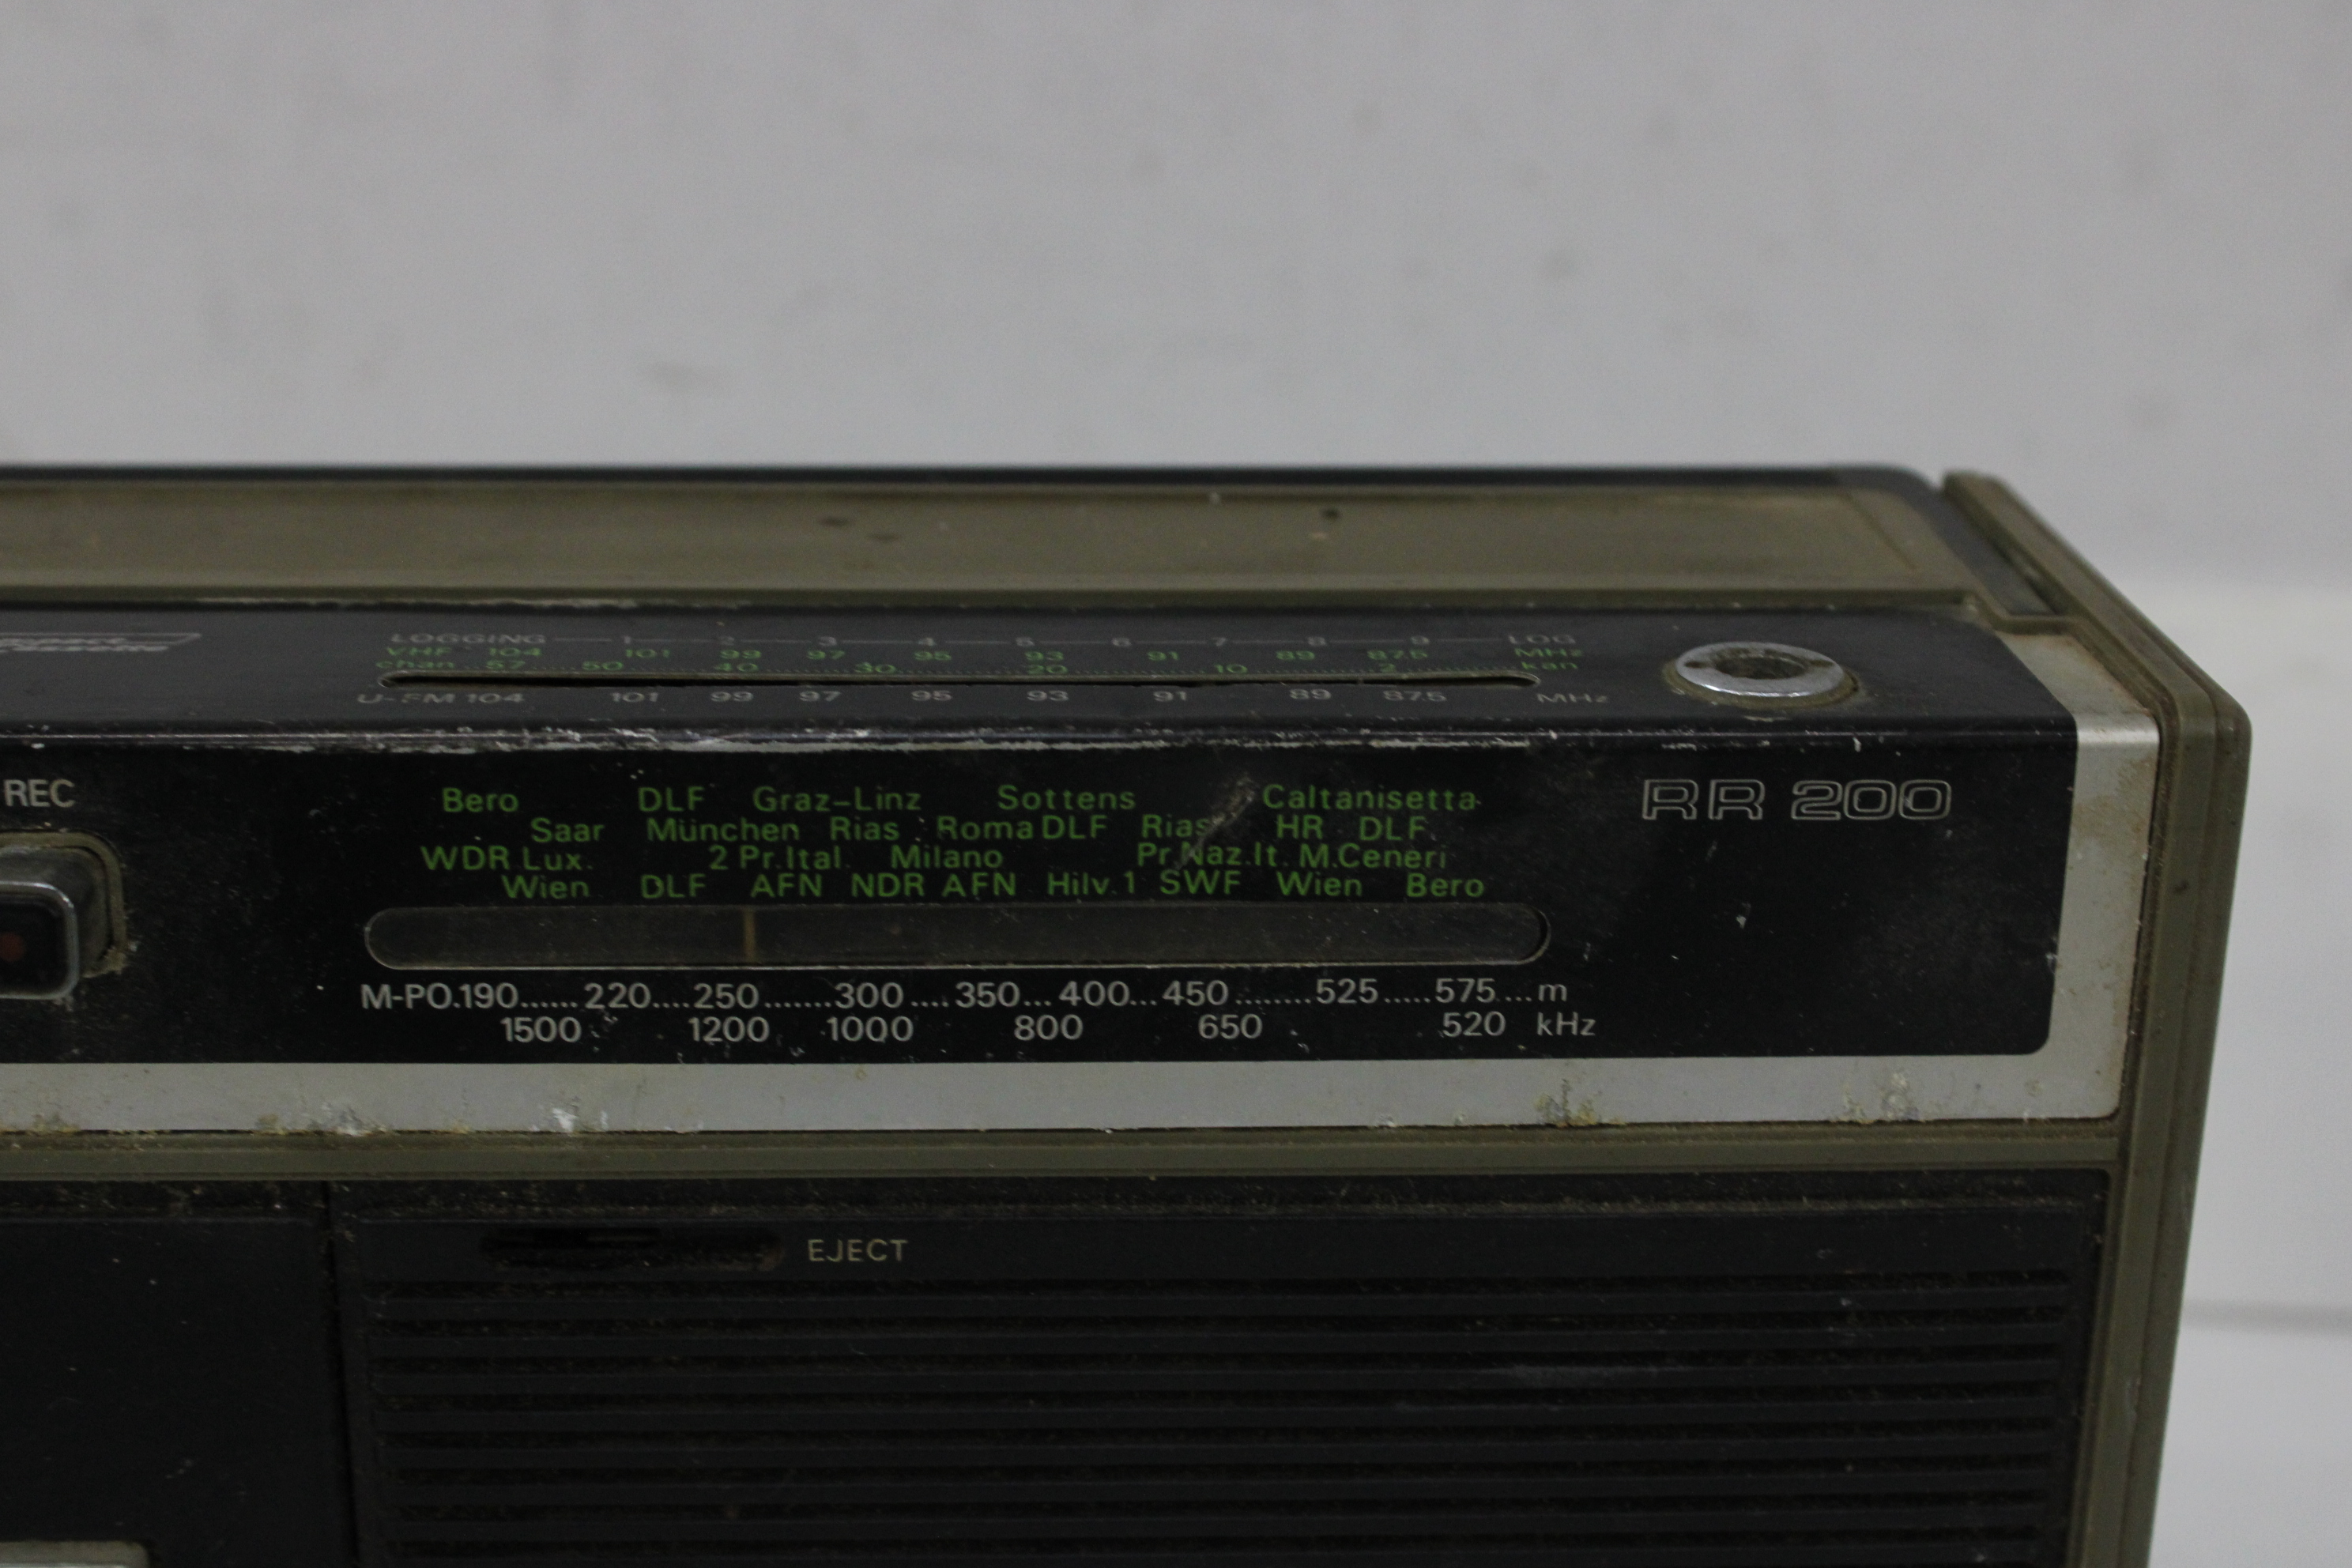 Cassette
LOGGING 1 2 3 4 5 6 7 8 9 LOG
VHF 104 101 99 97 95 93 91 89 87.5 MHz
chan 57 50 40 30 20 10 2 kan
U-FM 104 101 99 97 95 93 91 89 87.5 MHz
REC
RR 200
Bero DLF Graz-Linz Sottens Caltanisetta
Saar München Rias Roma DLF Rias HR DLF
WDR Lux. 2 Pr.Ital. Milano Pr.Naz.It. M.Ceneri
Wien DLF AFN NDR AFN Hilv.1 SWF Wien Bero
M-PO.190......220....250.......300....350...400...450........525.....575...m
1500 1200 1000 800 650 520 kHz
EJECT